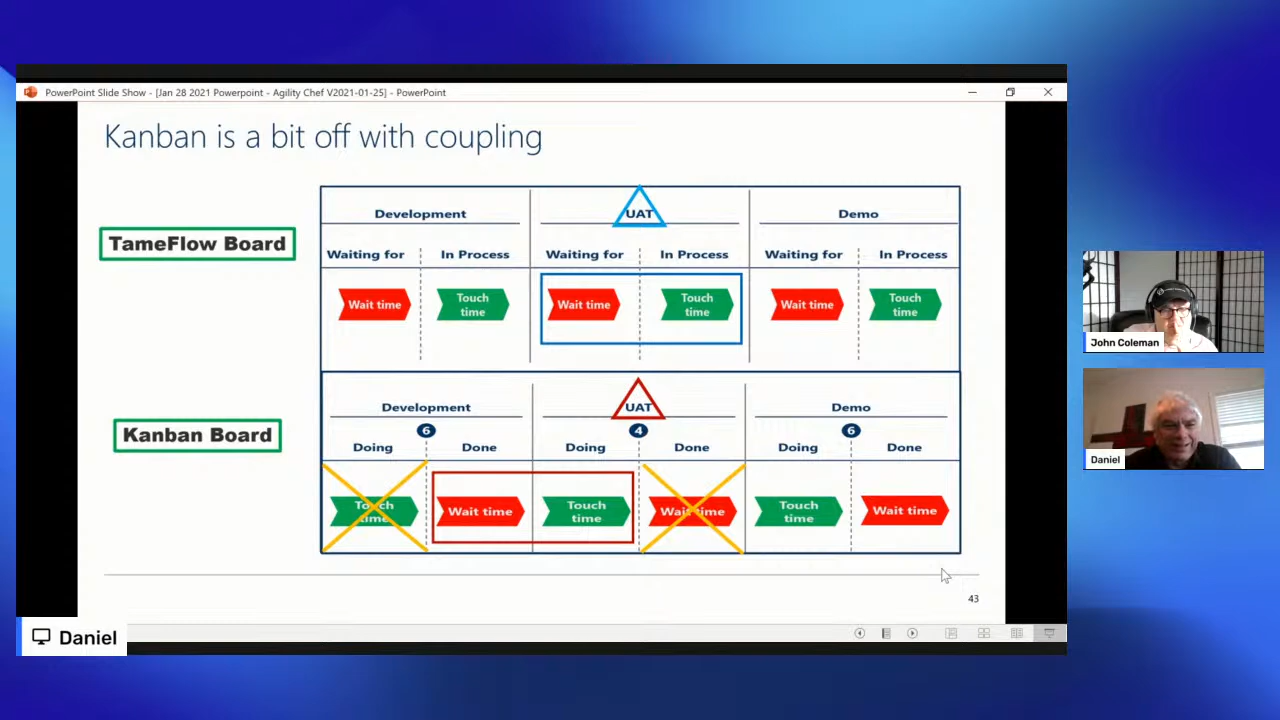 PowerPoint Slide Show - [Jan 28 2021 Powerpoint - Agility Chef V2021-01-25] - PowerPoint
Kanban is a bit off with coupling
TameFlow Board
Development
UAT
Demo
Waiting for
In Process
Waiting for
In Process
Waiting for
In Process
Wait time
Touch
time
Wait time
Touch
time
Wait time
Touch
time
Kanban Board
Development
UAT
Demo
6
4
6
Doing
Done
Doing
Done
Doing
Done
Touch
time
Wait time
Touch
time
Wait time
Touch
time
Wait time
43
Daniel
John Coleman
Daniel